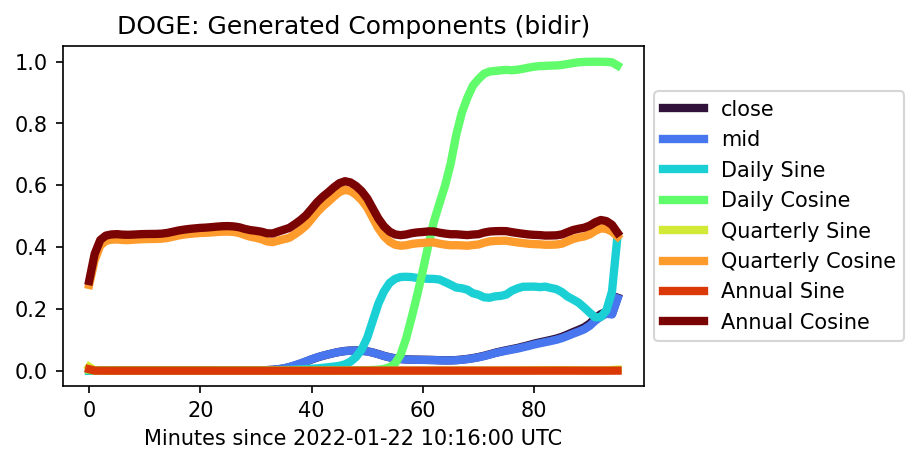 DOGE: Generated Components (bidir)
1.0
0.8
0.6
0.4
0.2
0.0
0 20 40 60 80
Minutes since 2022-01-22 10:16:00 UTC
close
mid
Daily Sine
Daily Cosine
Quarterly Sine
Quarterly Cosine
Annual Sine
Annual Cosine